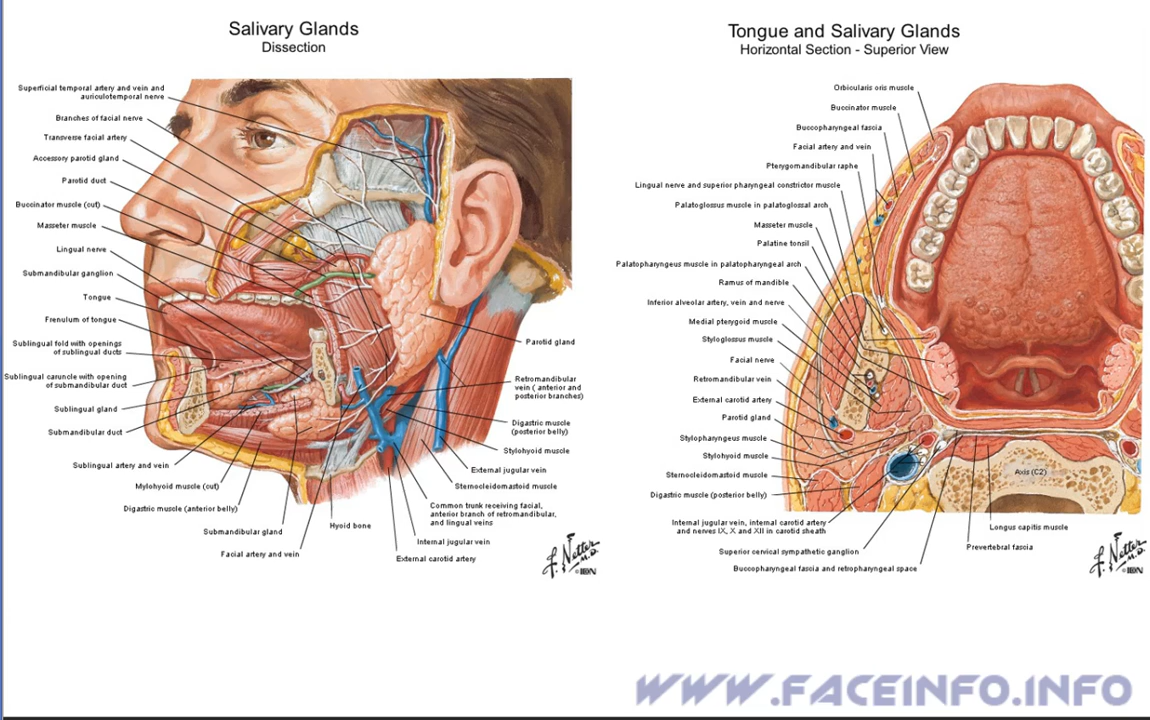 Salivary Glands
Dissection
Superficial temporal artery and vein and
auriculotemporal nerve
Branches of facial nerve
Transverse facial artery
Accessory parotid gland
Parotid duct
Buccinator muscle (cut)
Masseter muscle
Lingual nerve
Submandibular ganglion
Tongue
Frenulum of tongue
Sublingual fold with openings
of sublingual ducts
Sublingual caruncle with opening
of submandibular duct
Sublingual gland
Submandibular duct
Sublingual artery and vein
Mylohyoid muscle (cut)
Digastric muscle (anterior belly)
Submandibular gland
Facial artery and vein
Hyoid bone
External carotid artery
Internal jugular vein
Common trunk receiving facial,
anterior branch of retromandibular,
and lingual veins
Sternocleidomastoid muscle
External jugular vein
Stylohyoid muscle
Digastric muscle
(posterior belly)
Retromandibular
vein ( anterior and
posterior branches)
Parotid gland
F. Netter
M.D.
©IDN
Tongue and Salivary Glands
Horizontal Section - Superior View
Orbicularis oris muscle
Buccinator muscle
Buccopharyngeal fascia
Facial artery and vein
Pterygomandibular raphe
Lingual nerve and superior pharyngeal constrictor muscle
Palatoglossus muscle in palatoglossal arch
Masseter muscle
Palatine tonsil
Palatopharyngeus muscle in palatopharyngeal arch
Ramus of mandible
Inferior alveolar artery, vein and nerve
Medial pterygoid muscle
Styloglossus muscle
Facial nerve
Retromandibular vein
External carotid artery
Parotid gland
Stylopharyngeus muscle
Stylohyoid muscle
Sternocleidomastoid muscle
Digastric muscle (posterior belly)
Internal jugular vein, internal carotid artery
and nerves IX, X and XII in carotid sheath
Superior cervical sympathetic ganglion
Buccopharyngeal fascia and retropharyngeal space
Prevertebral fascia
Longus capitis muscle
Axis (C2)
F. Netter
M.D.
©IDN
WWW.FACEINFO.INFO